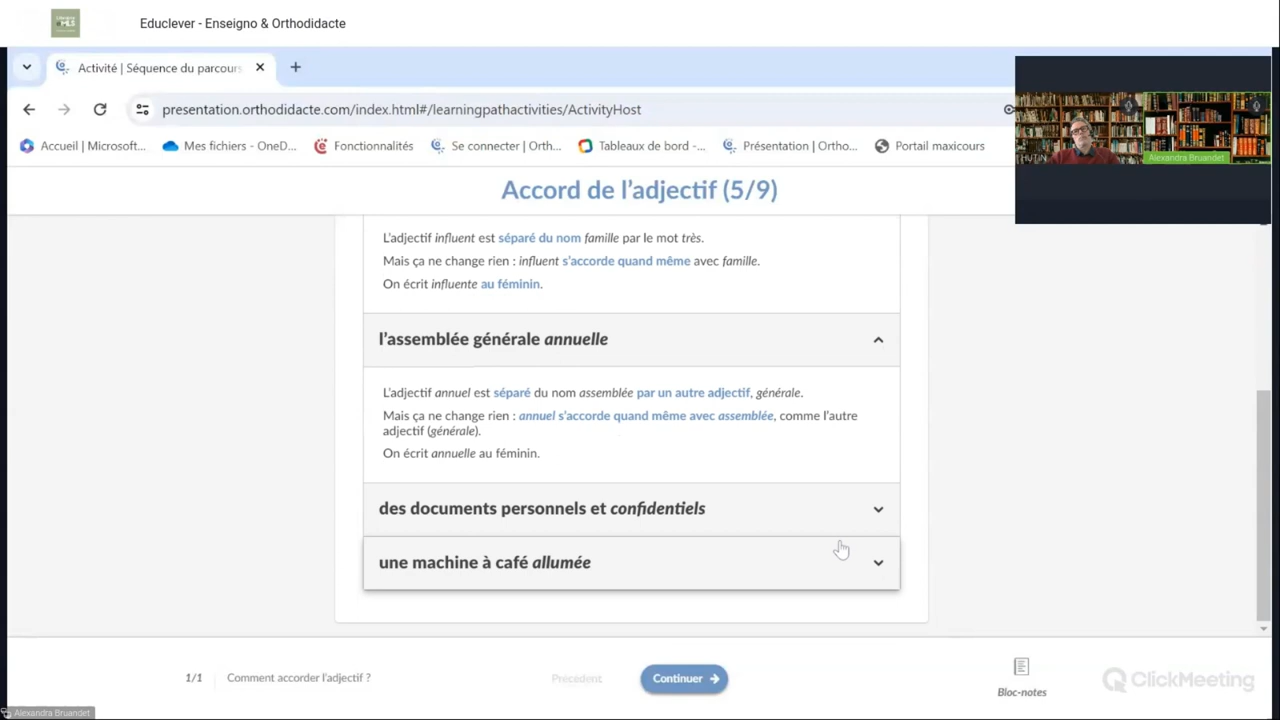 Educlever - Enseigno & Orthodidacte
Activité | Séquence du parcours
presentation.orthodidacte.com/index.html#/learningpathactivities/ActivityHost
Accueil | Microsoft...
Mes fichiers - OneD...
Fonctionnalités
Se connecter | Orth...
Tableaux de bord -...
Présentation | Ortho...
Portail maxicours
HUTIN
Alexandra Bruandet
Accord de l’adjectif (5/9)
L’adjectif influent est séparé du nom famille par le mot très.
Mais ça ne change rien : influent s’accorde quand même avec famille.
On écrit influente au féminin.
l’assemblée générale annuelle
L’adjectif annuel est séparé du nom assemblée par un autre adjectif, générale.
Mais ça ne change rien : annuel s’accorde quand même avec assemblée, comme l’autre
adjectif (générale).
On écrit annuelle au féminin.
des documents personnels et confidentiels
une machine à café allumée
1/1
Comment accorder l’adjectif ?
Précédent
Continuer
Bloc-notes
ClickMeeting
Alexandra Bruandet